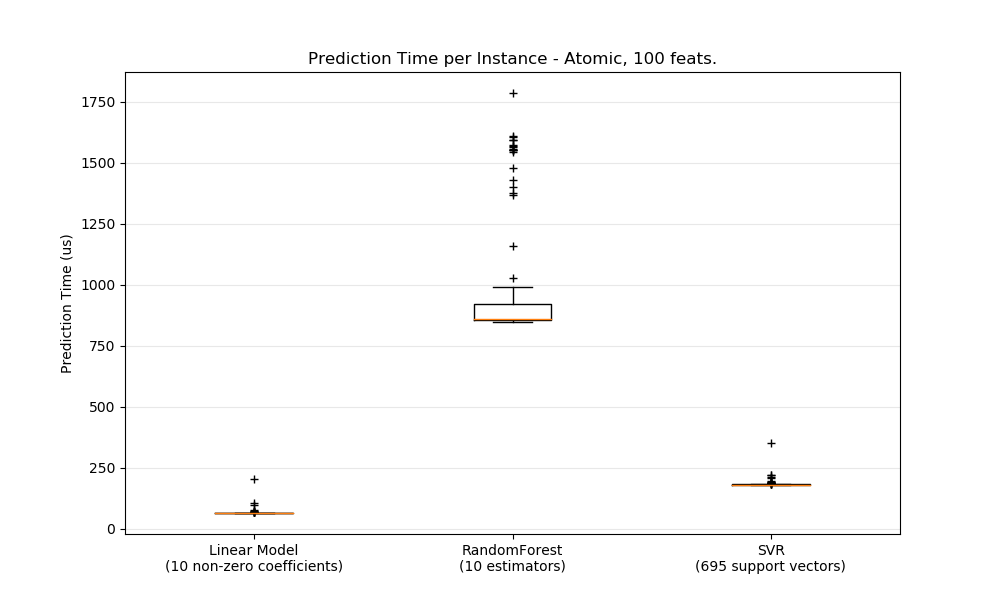 Prediction Time per Instance - Atomic, 100 feats.
Prediction Time (us)
1750
1500
1250
1000
750
500
250
0
Linear Model
(10 non-zero coefficients)
RandomForest
(10 estimators)
SVR
(695 support vectors)